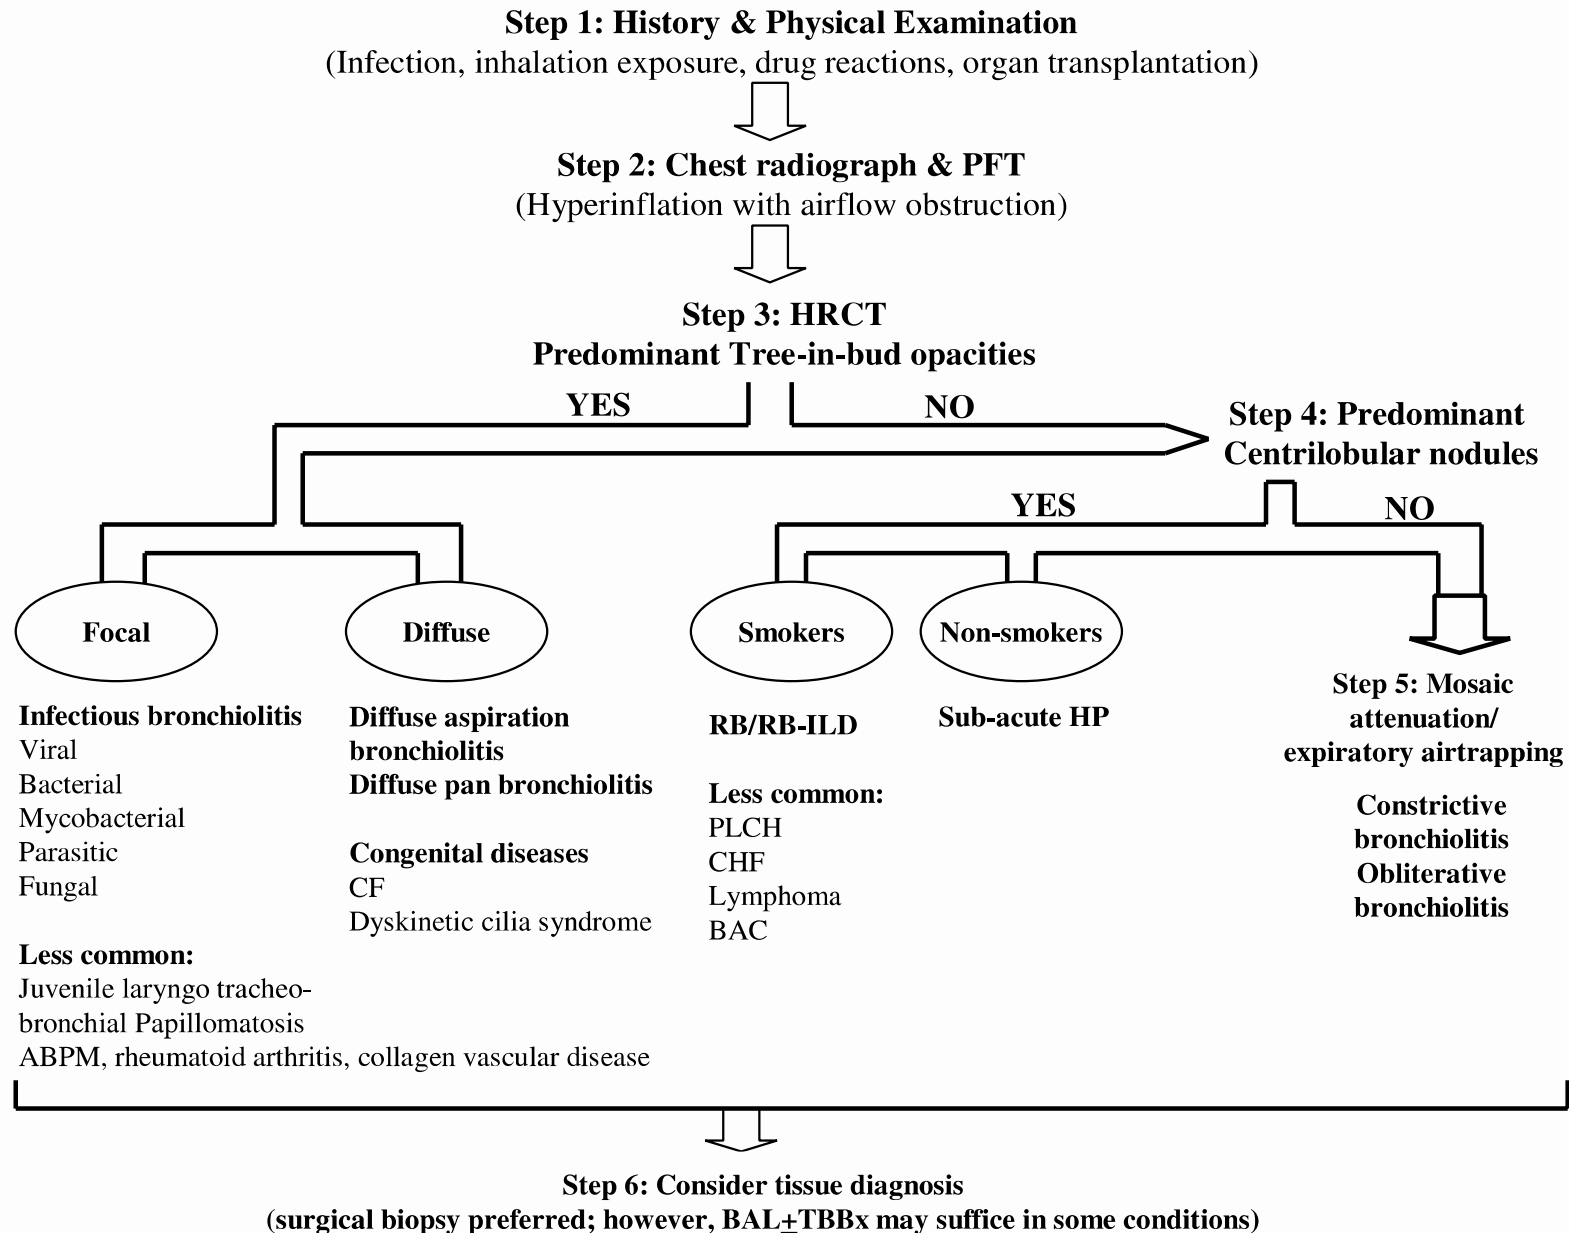 Step 1: History & Physical Examination
(Infection, inhalation exposure, drug reactions, organ transplantation)
Step 2: Chest radiograph & PFT
(Hyperinflation with airflow obstruction)
Step 3: HRCT
Predominant Tree-in-bud opacities
YES
NO
Step 4: Predominant
Centrilobular nodules
YES
NO
Focal
Diffuse
Smokers
Non-smokers
Infectious bronchiolitis
Viral
Bacterial
Mycobacterial
Parasitic
Fungal
Less common:
Juvenile laryngo tracheo-
bronchial Papillomatosis
ABPM, rheumatoid arthritis, collagen vascular disease
Diffuse aspiration
bronchiolitis
Diffuse pan bronchiolitis
Congenital diseases
CF
Dyskinetic cilia syndrome
RB/RB-ILD
Less common:
PLCH
CHF
Lymphoma
BAC
Sub-acute HP
Step 5: Mosaic
attenuation/
expiratory airtrapping
Constrictive
bronchiolitis
Obliterative
bronchiolitis
Step 6: Consider tissue diagnosis
(surgical biopsy preferred; however, BAL±TBBx may suffice in some conditions)